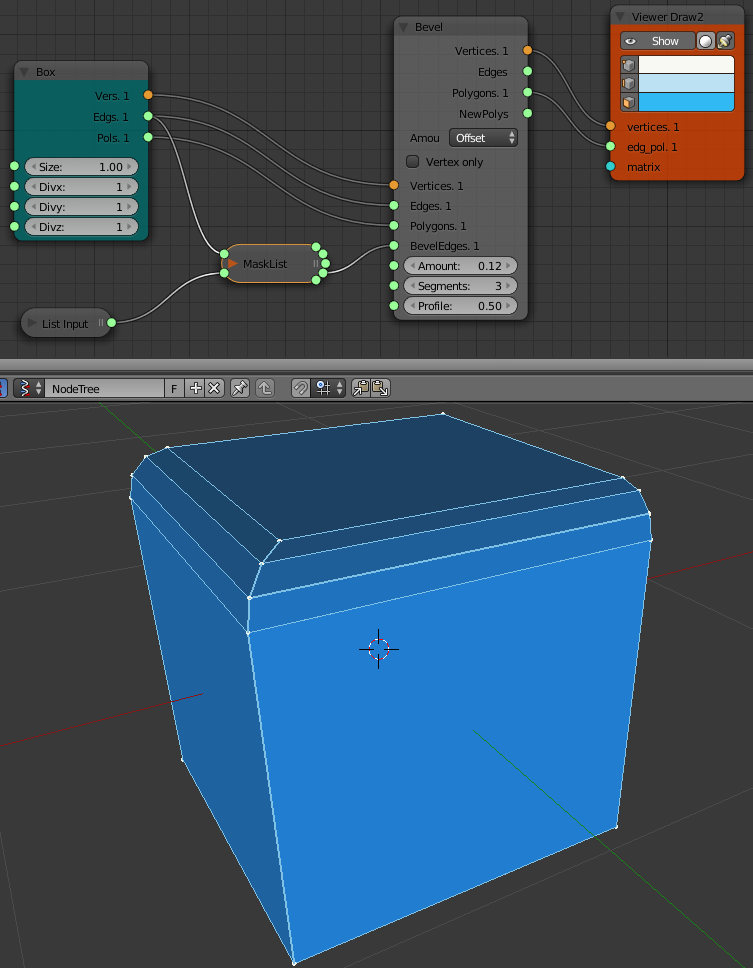 Box
Vers. 1
Edgs. 1
Pols. 1
Size: 1.00
Divx: 1
Divy: 1
Divz: 1
List Input
MaskList
Bevel
Vertices. 1
Edges
Polygons. 1
NewPolys
Amou Offset
Vertex only
Vertices. 1
Edges. 1
Polygons. 1
BevelEdges. 1
Amount: 0.12
Segments: 3
Profile: 0.50
Viewer Draw2
Show
vertices. 1
edg_pol. 1
matrix
NodeTree F